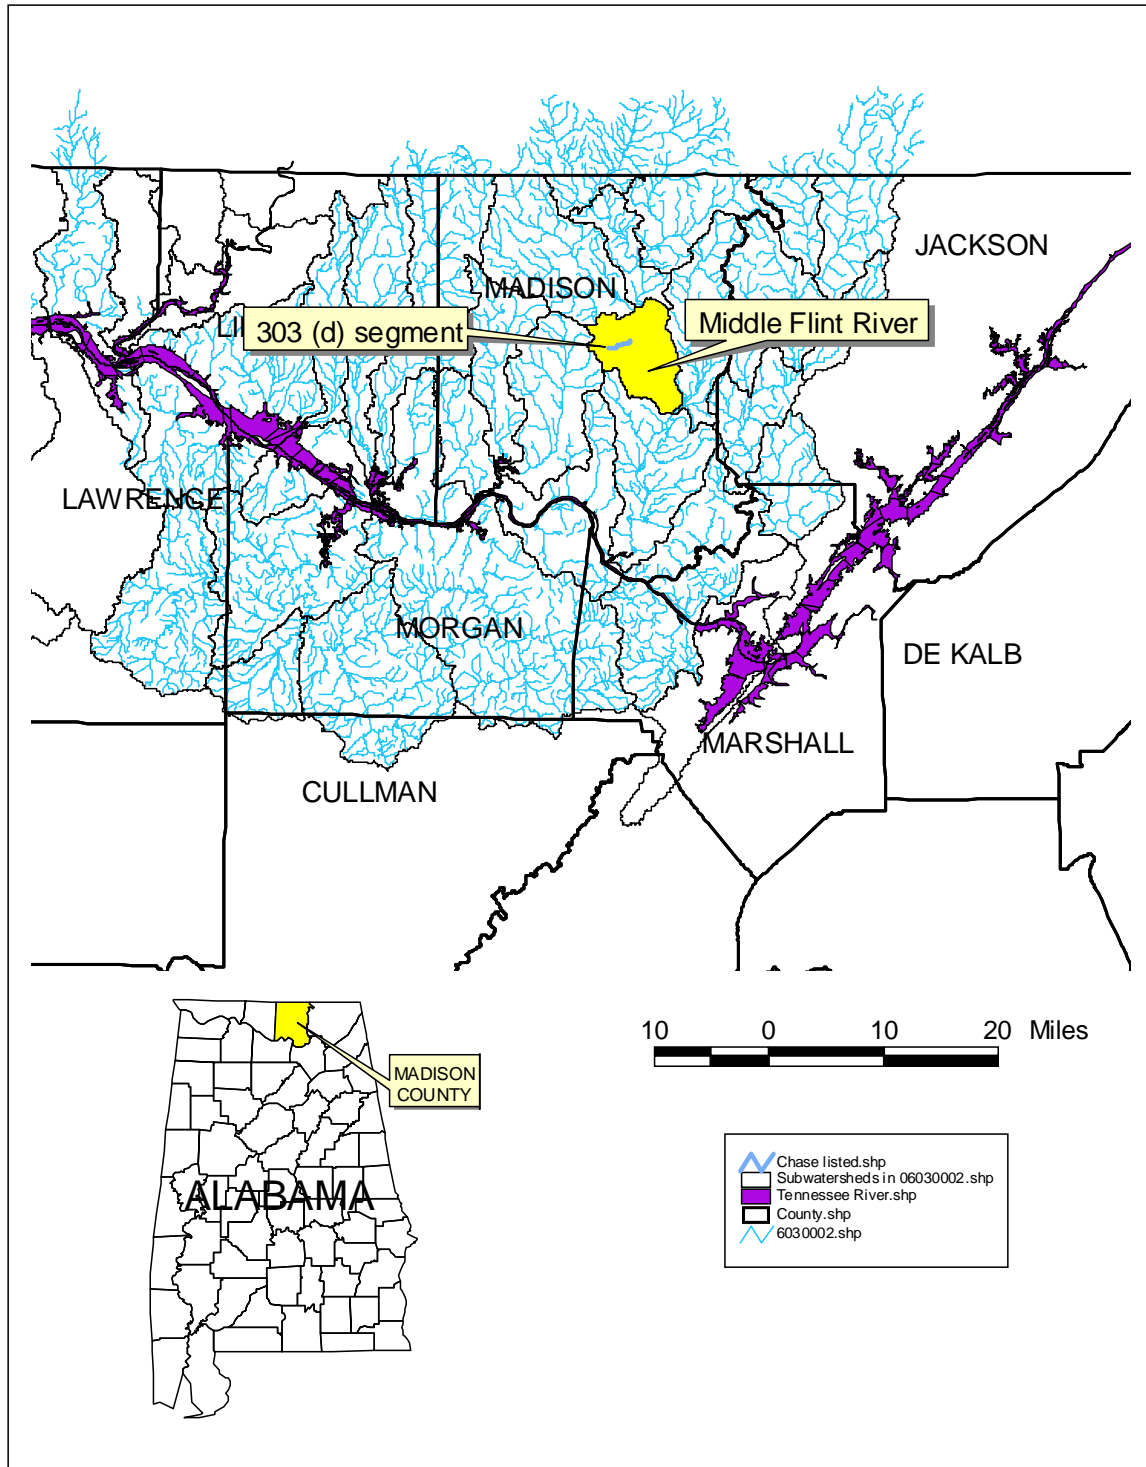 JACKSON
MADISON
LI
303 (d) segment
Middle Flint River
LAWRENCE
MORGAN
DE KALB
MARSHALL
CULLMAN
10 0 10 20 Miles
MADISON
COUNTY
ALABAMA
Chase listed.shp
Subwatersheds in 06030002.shp
Tennessee River.shp
County.shp
6030002.shp